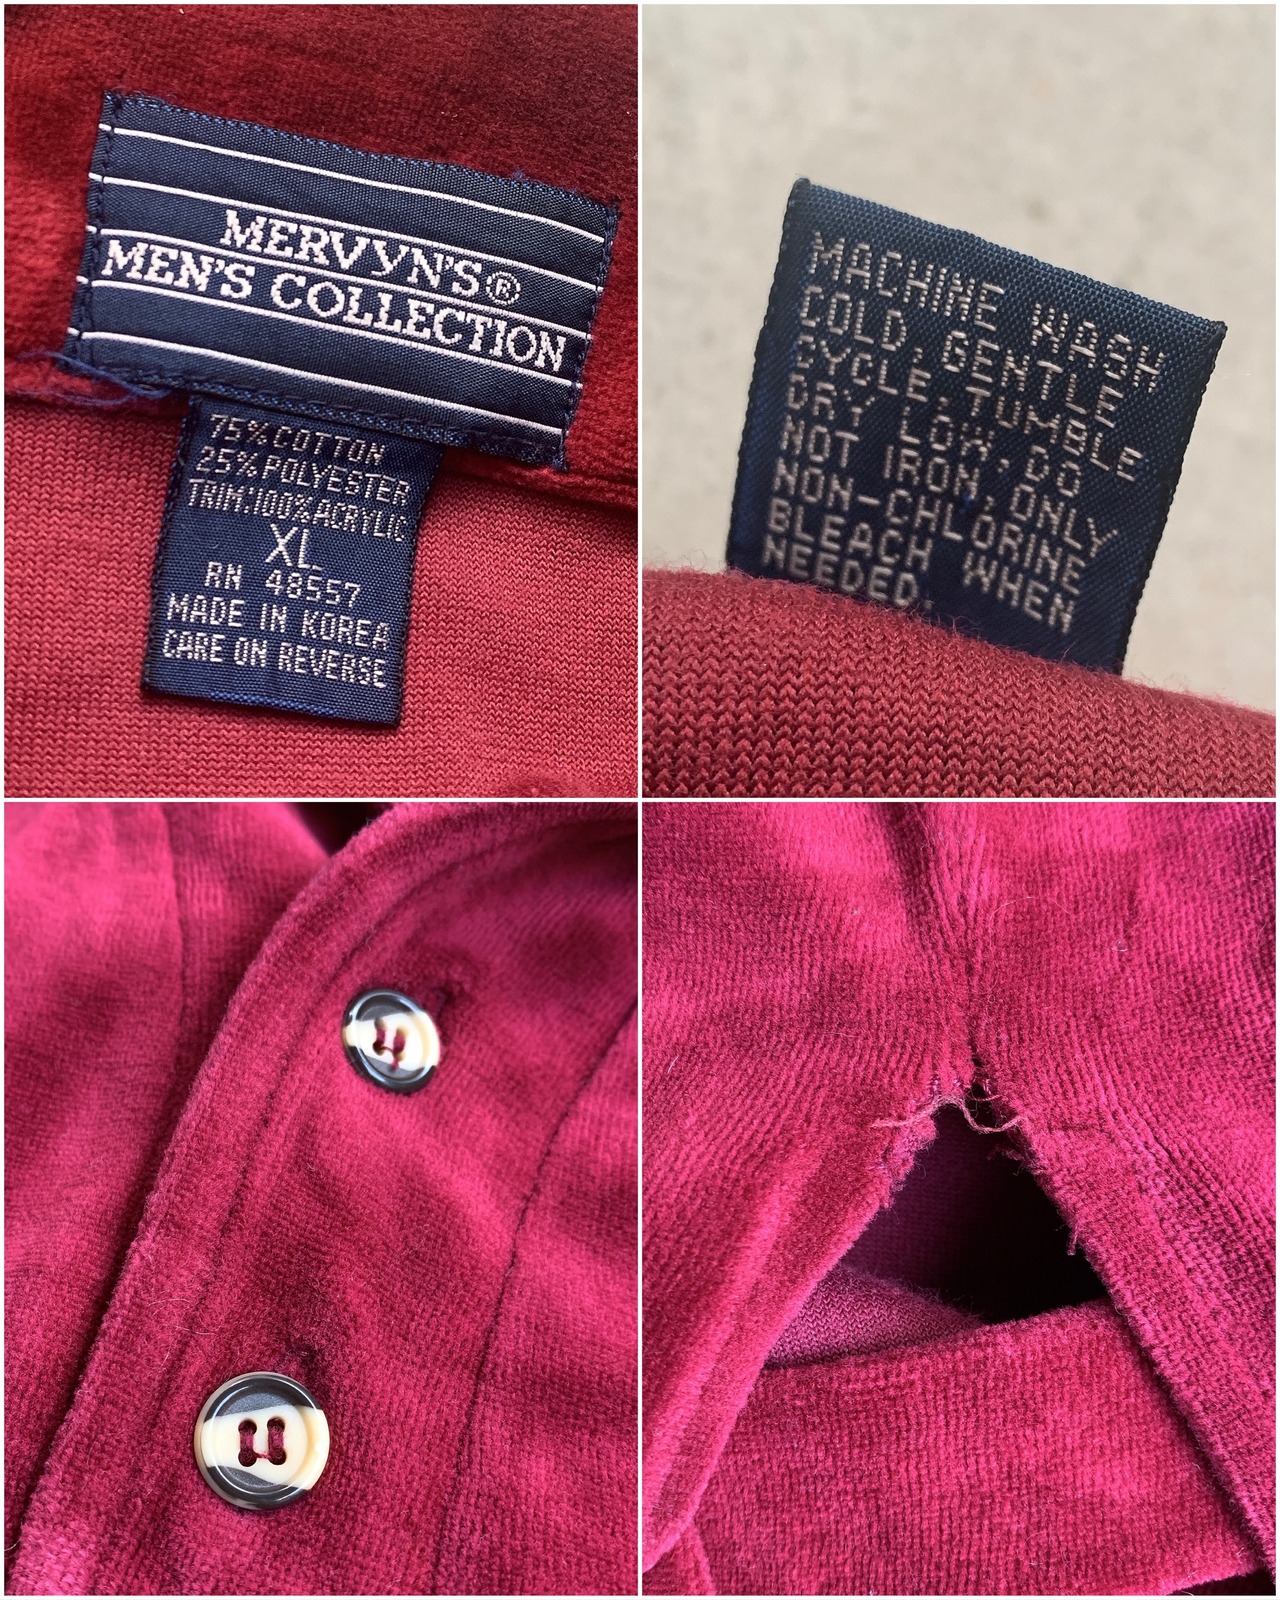 MERVYN'S®
MEN'S COLLECTION
75% COTTON
25% POLYESTER
TRIM:100% ACRYLIC
XL
RN 48557
MADE IN KOREA
CARE ON REVERSE
MACHINE WASH
COLD, GENTLE
CYCLE, TUMBLE
DRY LOW, DO
NOT IRON, ONLY
NON-CHLORINE
BLEACH WHEN
NEEDED.